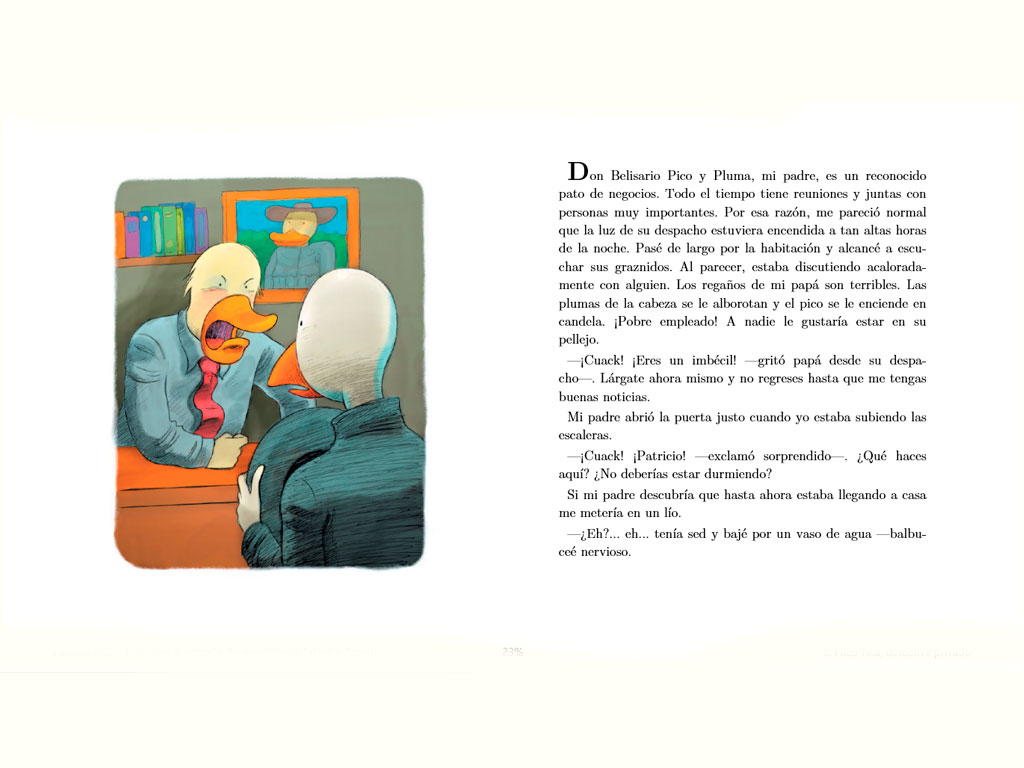 Don Belisario Pico y Pluma, mi padre, es un reconocido
pato de negocios. Todo el tiempo tiene reuniones y juntas con
personas muy importantes. Por esa razón, me pareció normal
que la luz de su despacho estuviera encendida a tan altas horas
de la noche. Pasé de largo por la habitación y alcancé a escu-
char sus graznidos. Al parecer, estaba discutiendo acalorada-
mente con alguien. Los regaños de mi papá son terribles. Las
plumas de la cabeza se le alborotan y el pico se le enciende en
candela. ¡Pobre empleado! A nadie le gustaría estar en su
pellejo.
—¡Cuack! ¡Eres un imbécil! —gritó papá desde su despa-
cho—. Lárgate ahora mismo y no regreses hasta que me tengas
buenas noticias.
Mi padre abrió la puerta justo cuando yo estaba subiendo las
escaleras.
—¡Cuack! ¡Patricio! —exclamó sorprendido—. ¿Qué haces
aquí? ¿No deberías estar durmiendo?
Si mi padre descubría que hasta ahora estaba llegando a casa
me metería en un lío.
—¿Eh?... eh... tenía sed y bajé por un vaso de agua —balbu-
ceé nervioso.
23%